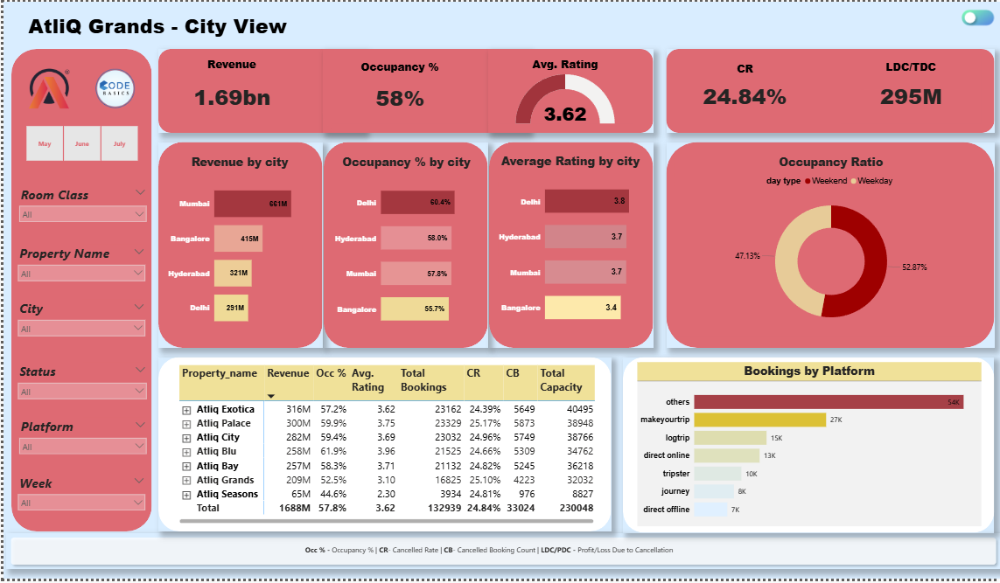 AtliQ Grands - City View
®
CODE
BASICS
May June July
Room Class
All
Property Name
All
City
All
Status
All
Platform
All
Week
All
Revenue
1.69bn
Occupancy %
58%
Avg. Rating
3.62
CR
24.84%
LDC/TDC
295M
Revenue by city
Mumbai 661M
Bangalore 415M
Hyderabad 321M
Delhi 291M
Occupancy % by city
Delhi 60.4%
Hyderabad 58.0%
Mumbai 57.8%
Bangalore 55.7%
Average Rating by city
Delhi 3.8
Hyderabad 3.7
Mumbai 3.7
Bangalore 3.4
Occupancy Ratio
day type Weekend Weekday
47.13%
52.87%
Property_name Revenue Occ % Avg. Rating Total Bookings CR CB Total Capacity
Atliq Exotica 316M 57.2% 3.62 23162 24.39% 5649 40495
Atliq Palace 300M 59.9% 3.75 23329 25.17% 5873 38948
Atliq City 282M 59.4% 3.69 23032 24.96% 5749 38766
Atliq Blu 258M 61.9% 3.96 21525 24.66% 5309 34762
Atliq Bay 257M 58.3% 3.71 21132 24.82% 5245 36218
Atliq Grands 209M 52.5% 3.10 16825 25.10% 4223 32032
Atliq Seasons 65M 44.6% 2.30 3934 24.81% 976 8827
Total 1688M 57.8% 3.62 132939 24.84% 33024 230048
Bookings by Platform
others 54K
makeyourtrip 27K
logtrip 15K
direct online 13K
tripster 10K
journey 8K
direct offline 7K
Occ % - Occupancy % | CR- Cancelled Rate | CB- Cancelled Booking Count | LDC/PDC - Profit/Loss Due to Cancellation